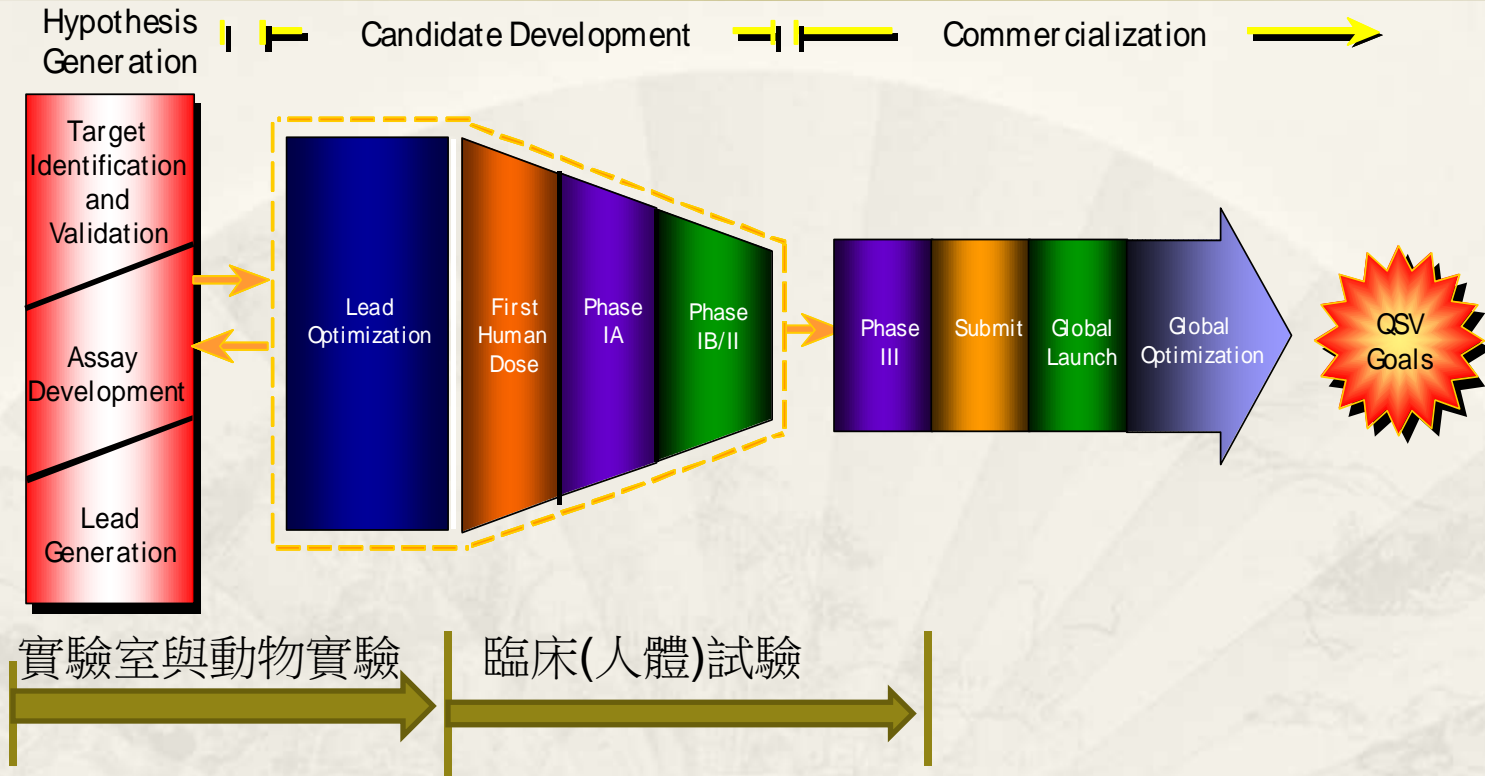 Hypothesis
Generation
Candidate Development
Commercialization
Target
Identification
and
Validation
Assay
Development
Lead
Generation
Lead
Optimization
First
Human
Dose
Phase
IA
Phase
IB/II
Phase
III
Submit
Global
Launch
Global
Optimization
QSV
Goals
實驗室與動物實驗
臨床(人體)試驗